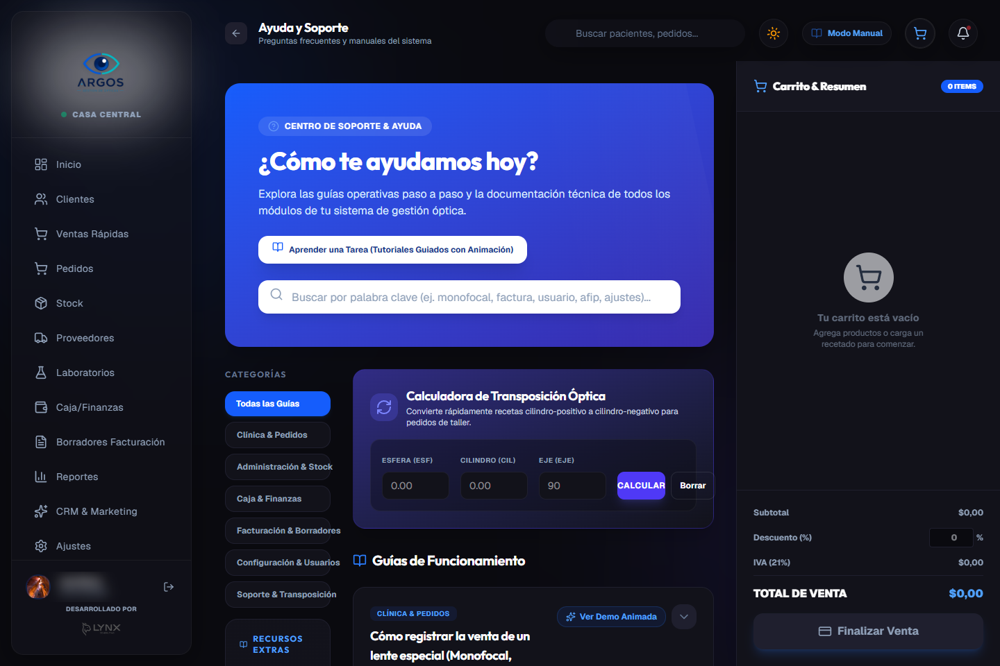 ARGOS
CASA CENTRAL
Inicio
Clientes
Ventas Rápidas
Pedidos
Stock
Proveedores
Laboratorios
Caja/Finanzas
Borradores Facturación
Reportes
CRM & Marketing
Ajustes
DESARROLLADO POR
LYNX
Ayuda y Soporte
Preguntas frecuentes y manuales del sistema
Buscar pacientes, pedidos...
Modo Manual
CENTRO DE SOPORTE & AYUDA
¿Cómo te ayudamos hoy?
Explora las guías operativas paso a paso y la documentación técnica de todos los
módulos de tu sistema de gestión óptica.
Aprender una Tarea (Tutoriales Guiados con Animación)
Buscar por palabra clave (ej. monofocal, factura, usuario, afip, ajustes)...
CATEGORÍAS
Todas las Guías
Clínica & Pedidos
Administración & Stock
Caja & Finanzas
Facturación & Borradores
Configuración & Usuarios
Soporte & Transposición
RECURSOS
EXTRAS
Calculadora de Transposición Óptica
Convierte rápidamente recetas cilindro-positivo a cilindro-negativo para
pedidos de taller.
ESFERA (ESF) CILINDRO (CIL) EJE (EJE)
0.00 0.00 90 CALCULAR Borrar
Guías de Funcionamiento
CLÍNICA & PEDIDOS
Ver Demo Animada
Cómo registrar la venta de un
lente especial (Monofocal,
Carrito & Resumen
0 ITEMS
Tu carrito está vacío
Agrega productos o carga un
recetado para comenzar.
Subtotal $0,00
Descuento (%) 0 %
IVA (21%) $0,00
TOTAL DE VENTA $0,00
Finalizar Venta